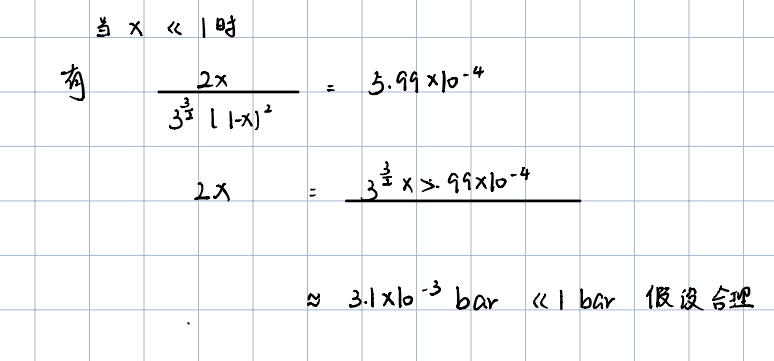 当 x ≪ 1 时
有 2x / 3^(3/2) (1-x)^2 = 5.99×10^-4
2x = 3^(3/2) × 5.99×10^-4
≈ 3.1×10^-3 bar ≪ 1 bar 假设合理